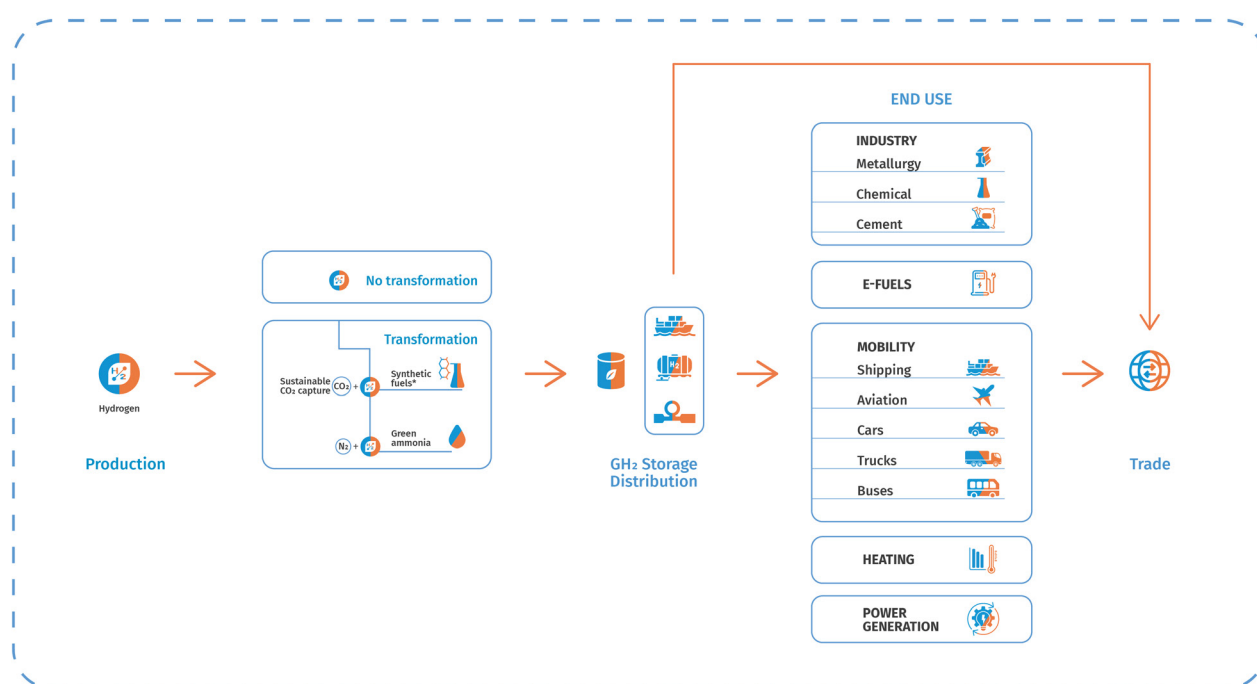 Hydrogen
Production
No transformation
Transformation
Sustainable
CO₂ capture
CO₂ +
Synthetic
fuels*
N₂ +
Green
ammonia
GH₂ Storage
Distribution
END USE
INDUSTRY
Metallurgy
Chemical
Cement
E-FUELS
MOBILITY
Shipping
Aviation
Cars
Trucks
Buses
HEATING
POWER
GENERATION
Trade